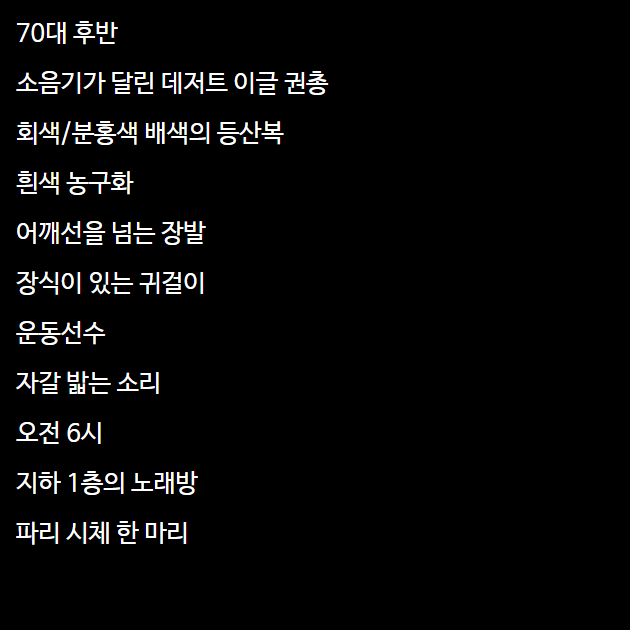 70대 후반
소음기가 달린 데저트 이글 권총
회색/분홍색 배색의 등산복
흰색 농구화
어깨선을 넘는 장발
장식이 있는 귀걸이
운동선수
자갈 밟는 소리
오전 6시
지하 1층의 노래방
파리 시체 한 마리